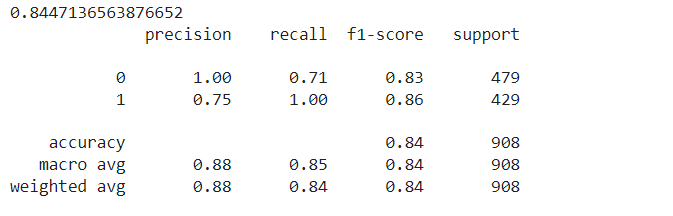 0.8447136563876652
precision recall f1-score support
0 1.00 0.71 0.83 479
1 0.75 1.00 0.86 429
accuracy 0.84 908
macro avg 0.88 0.85 0.84 908
weighted avg 0.88 0.84 0.84 908